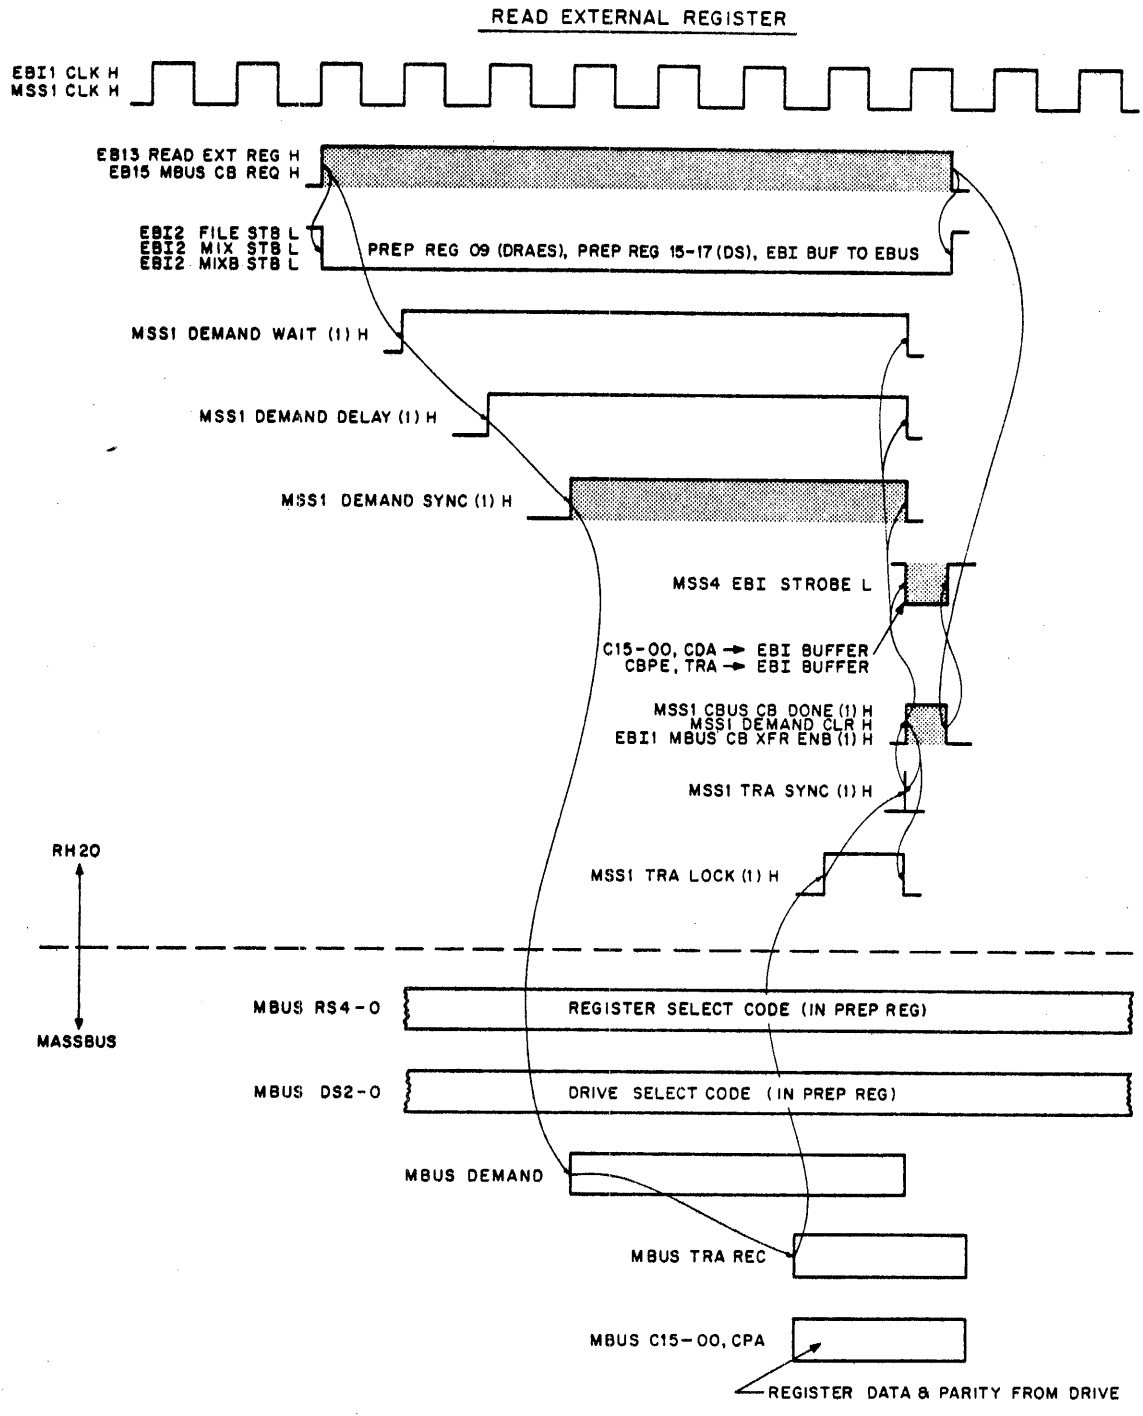 READ EXTERNAL REGISTER
EBI1 CLK H
MSS1 CLK H
EBI3 READ EXT REG H
EBI5 MBUS CB REQ H
EBI2 FILE STB L
EBI2 MIX STB L
EBI2 MIXB STB L
PREP REG 09 (DRAES), PREP REG 15-17 (DS), EBI BUF TO EBUS
MSS1 DEMAND WAIT (1) H
MSS1 DEMAND DELAY (1) H
MSS1 DEMAND SYNC (1) H
MSS4 EBI STROBE L
C15-00, CDA → EBI BUFFER
CBPE, TRA → EBI BUFFER
MSS1 CBUS CB DONE (1) H
MSS1 DEMAND CLR H
EBI1 MBUS CB XFR ENB (1) H
MSS1 TRA SYNC (1) H
RH20
MSS1 TRA LOCK (1) H
MBUS RS4-0
REGISTER SELECT CODE (IN PREP REG)
MASSBUS
MBUS DS2-0
DRIVE SELECT CODE (IN PREP REG)
MBUS DEMAND
MBUS TRA REC
MBUS C15-00, CPA
REGISTER DATA & PARITY FROM DRIVE